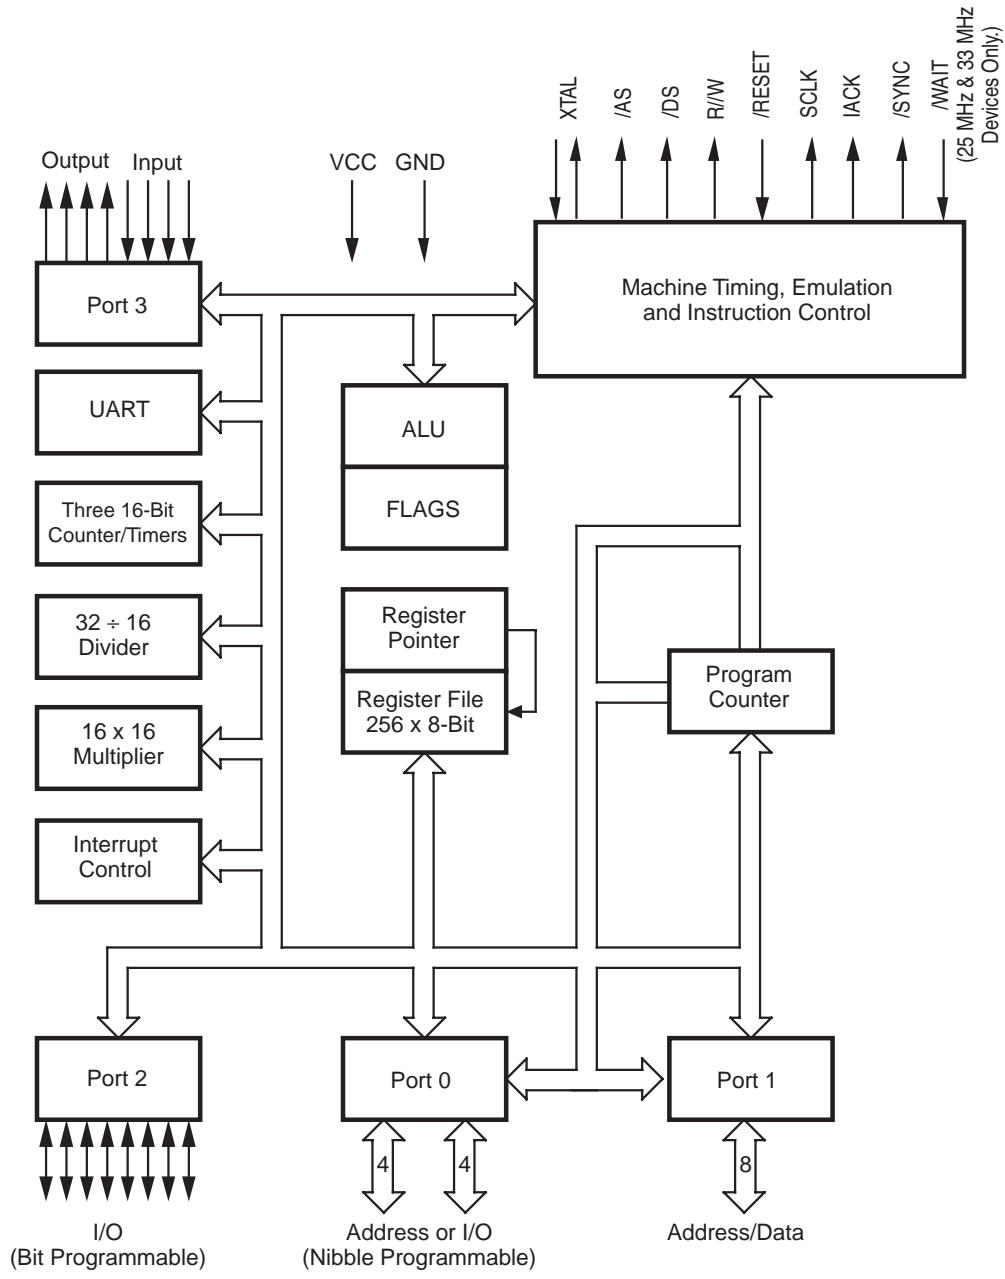 XTAL
/AS
/DS
R//W
/RESET
SCLK
IACK
/SYNC
/WAIT
(25 MHz & 33 MHz
Devices Only.)
Output
Input
VCC
GND
Port 3
Machine Timing, Emulation
and Instruction Control
UART
ALU
FLAGS
Three 16-Bit
Counter/Timers
32 ÷ 16
Divider
Register
Pointer
Register File
256 x 8-Bit
Program
Counter
16 x 16
Multiplier
Interrupt
Control
Port 2
Port 0
Port 1
4
4
8
I/O
(Bit Programmable)
Address or I/O
(Nibble Programmable)
Address/Data